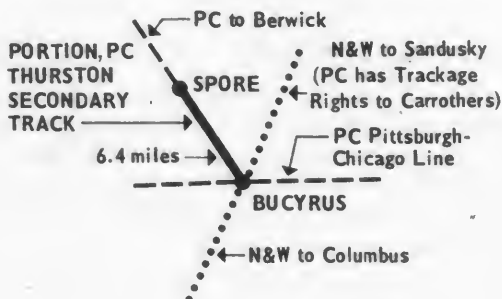 PC to Berwick
PORTION, PC
THURSTON
SECONDARY
TRACK
SPORE
N&W to Sandusky
(PC has Trackage
Rights to Carrothers)
6.4 miles
PC Pittsburgh-
Chicago Line
BUCYRUS
N&W to Columbus